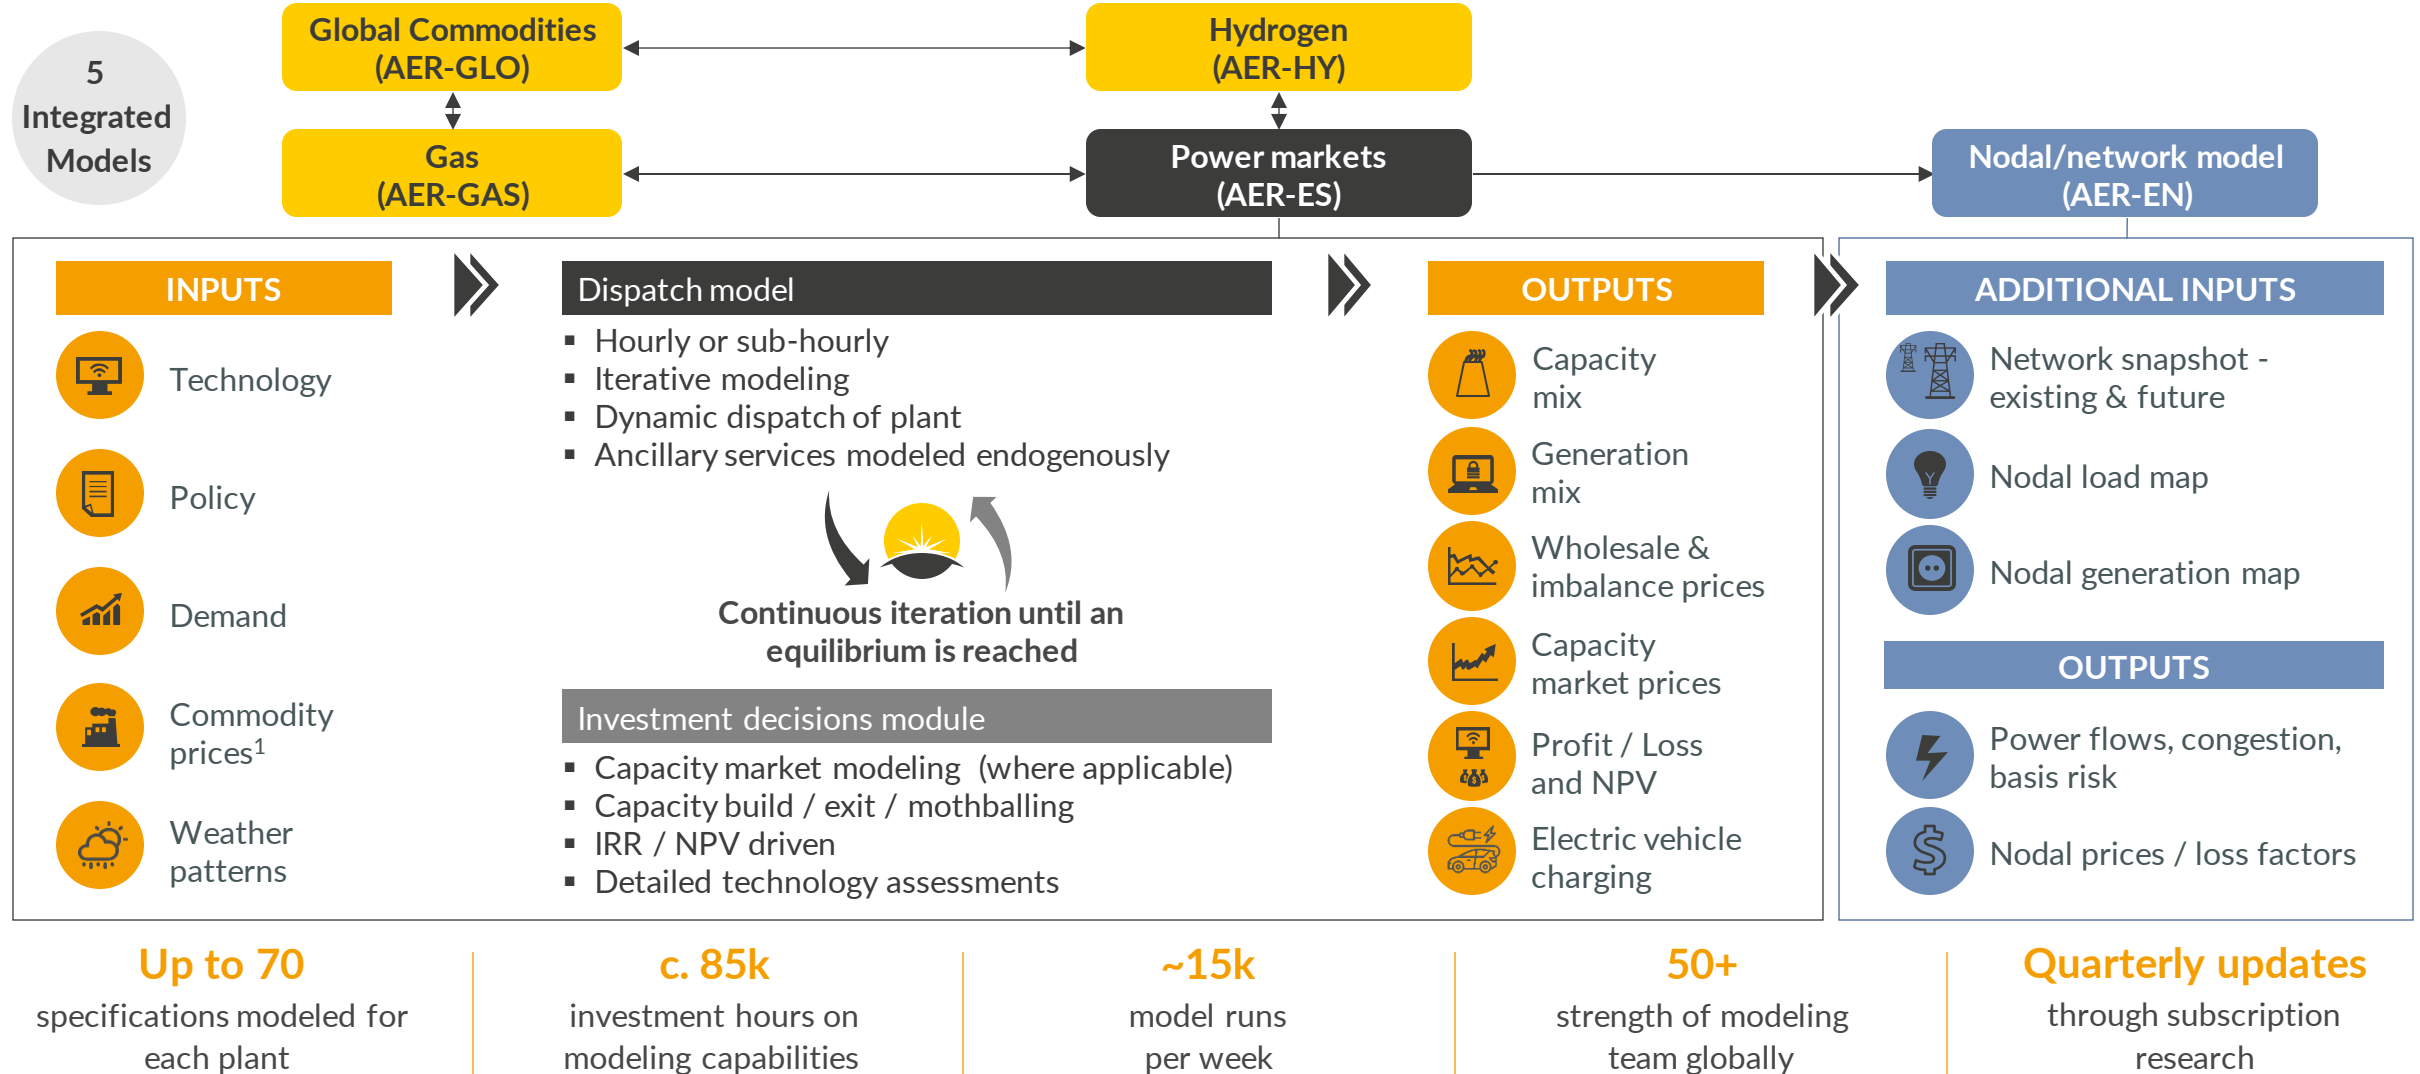 5
Integrated
Models
Global Commodities
(AER-GLO)
Hydrogen
(AER-HY)
Gas
(AER-GAS)
Power markets
(AER-ES)
Nodal/network model
(AER-EN)
INPUTS
Technology
Policy
Demand
Commodity
prices¹
Weather
patterns
Dispatch model
▪ Hourly or sub-hourly
▪ Iterative modeling
▪ Dynamic dispatch of plant
▪ Ancillary services modeled endogenously
Continuous iteration until an
equilibrium is reached
Investment decisions module
▪ Capacity market modeling (where applicable)
▪ Capacity build / exit / mothballing
▪ IRR / NPV driven
▪ Detailed technology assessments
OUTPUTS
Capacity
mix
Generation
mix
Wholesale &
imbalance prices
Capacity
market prices
Profit / Loss
and NPV
Electric vehicle
charging
ADDITIONAL INPUTS
Network snapshot -
existing & future
Nodal load map
Nodal generation map
OUTPUTS
Power flows, congestion,
basis risk
$
Nodal prices / loss factors
Up to 70
specifications modeled for
each plant
c. 85k
investment hours on
modeling capabilities
~15k
model runs
per week
50+
strength of modeling
team globally
Quarterly updates
through subscription
research